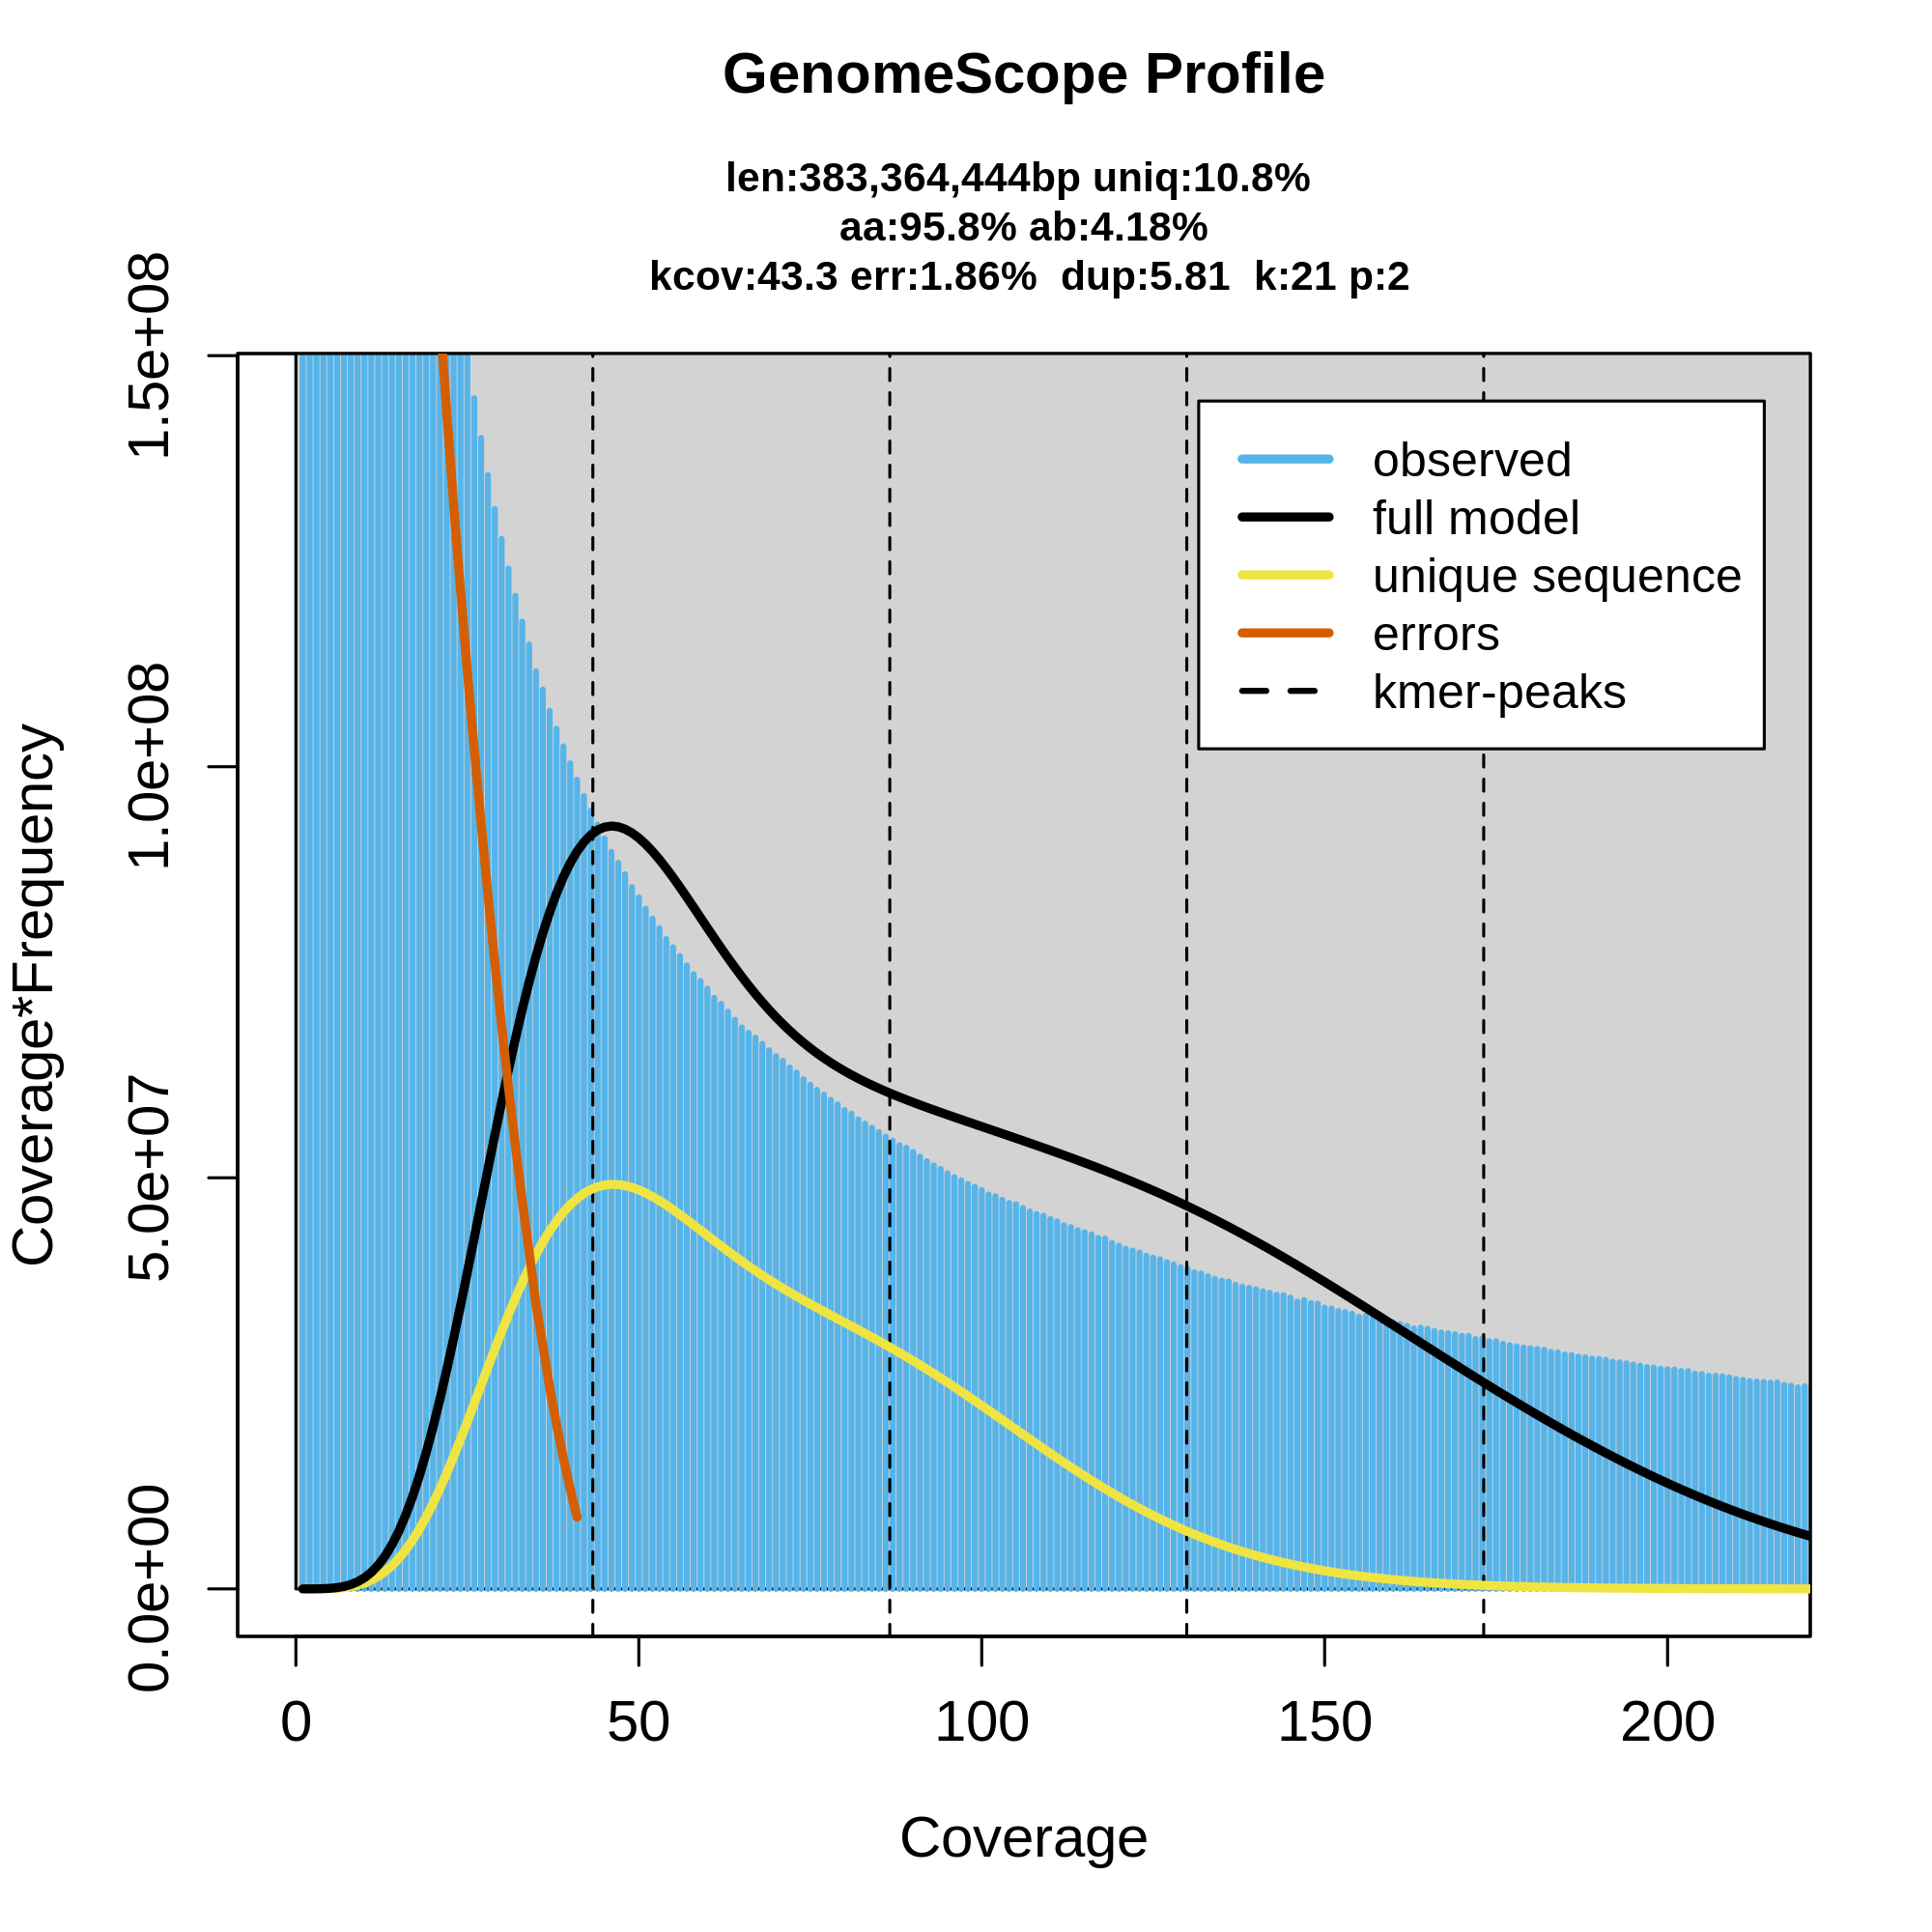 GenomeScope Profile
len:383,364,444bp uniq:10.8%
aa:95.8% ab:4.18%
kcov:43.3 err:1.86%  dup:5.81  k:21 p:2
Coverage*Frequency
1.5e+08
1.0e+08
5.0e+07
0.0e+00
observed
full model
unique sequence
errors
kmer-peaks
0 50 100 150 200
Coverage